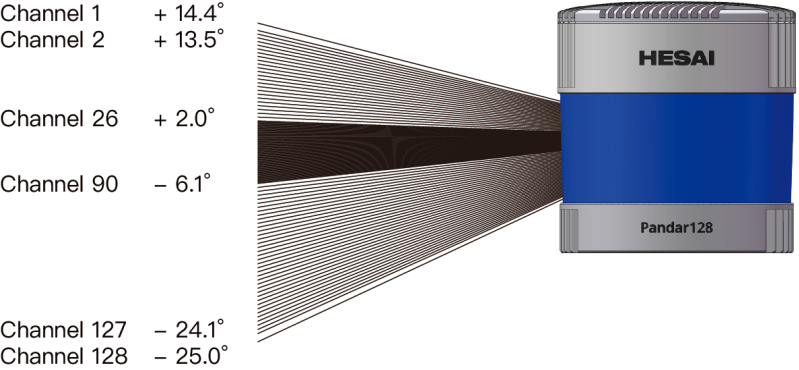 Channel 1 + 14.4°
Channel 2 + 13.5°
Channel 26 + 2.0°
Channel 90 – 6.1°
Channel 127 – 24.1°
Channel 128 – 25.0°
HESAI
Pandar128